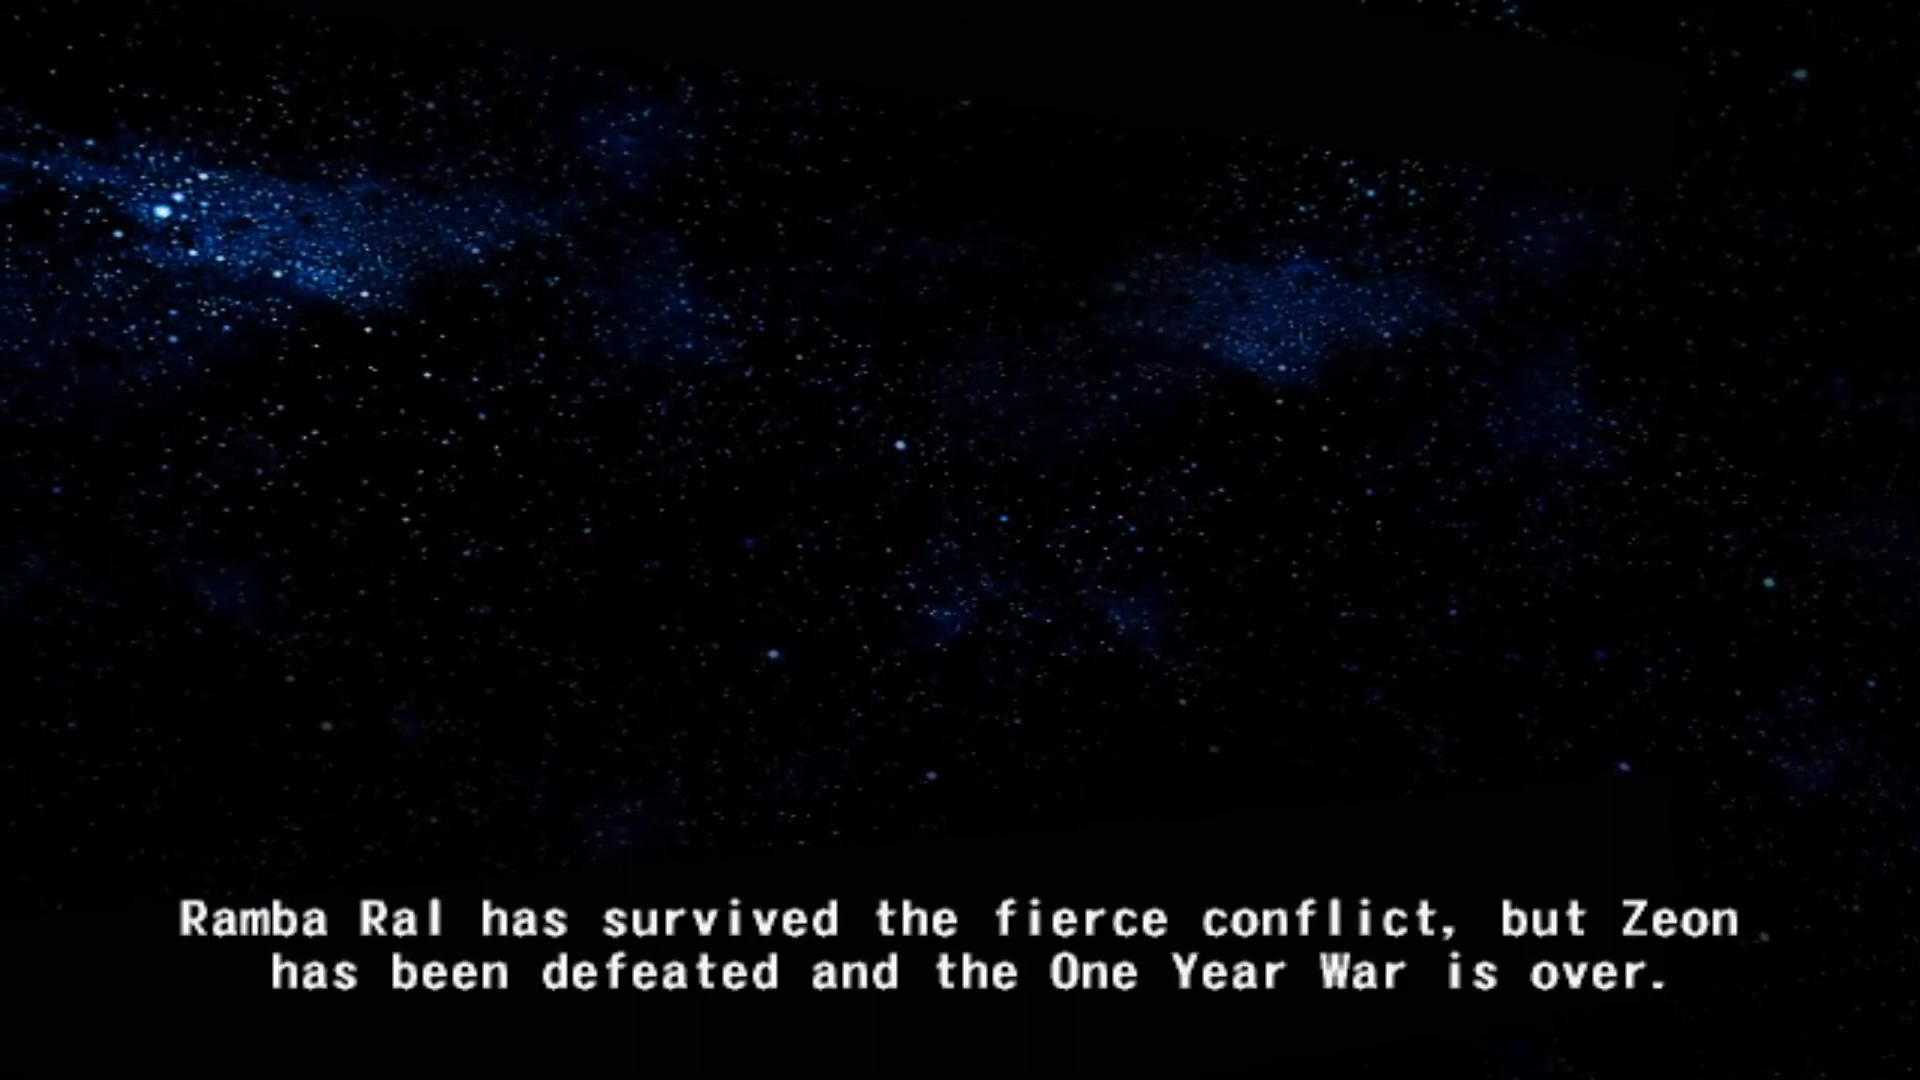 Ramba Ral has survived the fierce conflict, but Zeon
has been defeated and the One Year War is over.